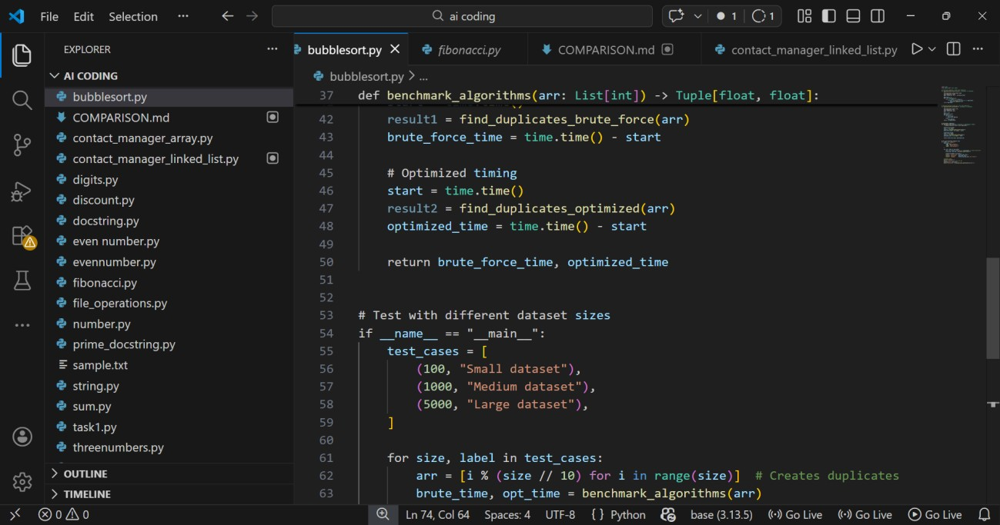 File Edit Selection ··· ai coding 1 1
EXPLORER ···
AI CODING
bubblesort.py
COMPARISON.md
contact_manager_array.py
contact_manager_linked_list.py
digits.py
discount.py
docstring.py
even number.py
evennumber.py
fibonacci.py
file_operations.py
number.py
prime_docstring.py
sample.txt
string.py
sum.py
task1.py
threenumbers.py
OUTLINE
TIMELINE
bubblesort.py fibonacci.py COMPARISON.md contact_manager_linked_list.py ···
bubblesort.py > ...
37 def benchmark_algorithms(arr: List[int]) -> Tuple[float, float]:
42 result1 = find_duplicates_brute_force(arr)
43 brute_force_time = time.time() - start
44
45 # Optimized timing
46 start = time.time()
47 result2 = find_duplicates_optimized(arr)
48 optimized_time = time.time() - start
49
50 return brute_force_time, optimized_time
51
52
53 # Test with different dataset sizes
54 if __name__ == "__main__":
55 test_cases = [
56 (100, "Small dataset"),
57 (1000, "Medium dataset"),
58 (5000, "Large dataset"),
59 ]
60
61 for size, label in test_cases:
62 arr = [i % (size // 10) for i in range(size)]  # Creates duplicates
63 brute_time, opt_time = benchmark_algorithms(arr)
0 0 Ln 74, Col 64 Spaces: 4 UTF-8 { } Python base (3.13.5) Go Live Go Live Go Live